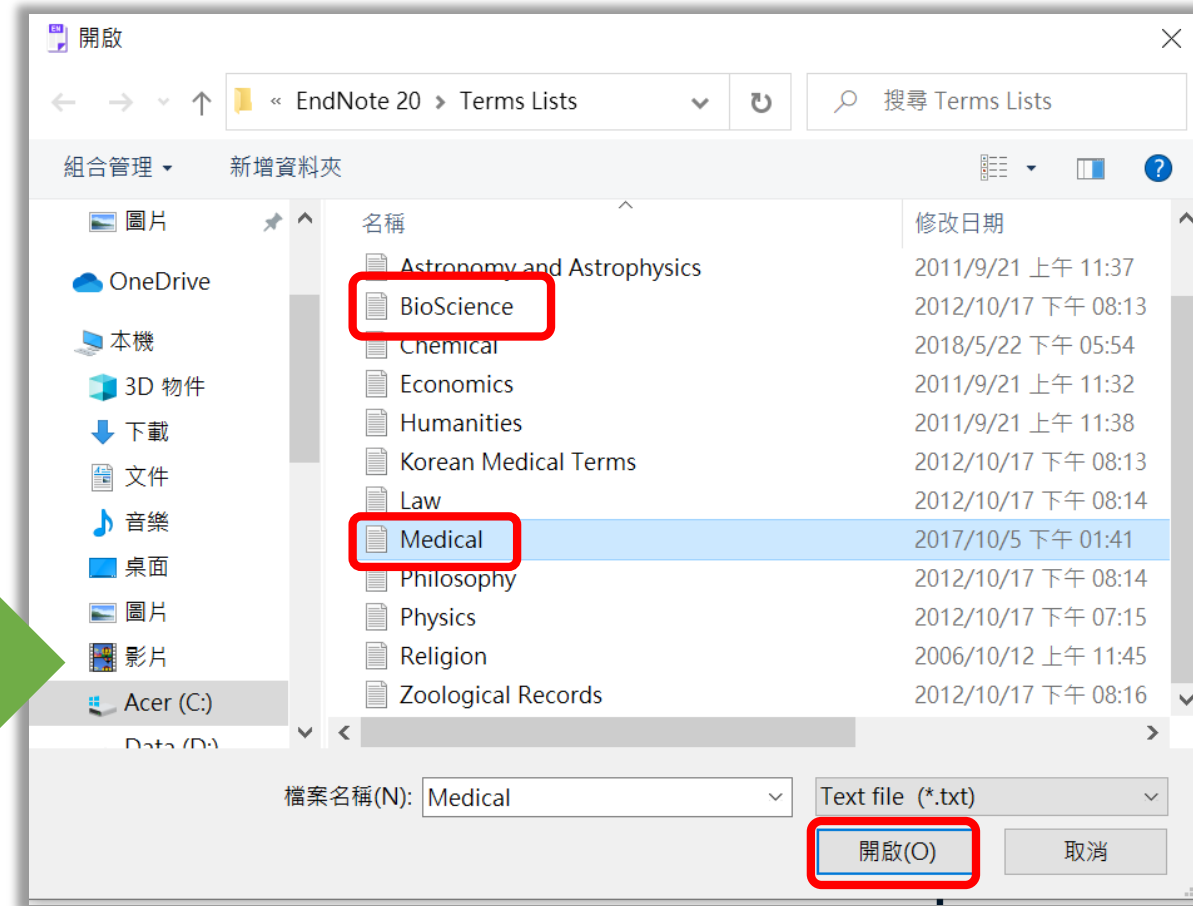 開啟
« EndNote 20 > Terms Lists
搜尋 Terms Lists
組合管理
新增資料夾
圖片
OneDrive
本機
3D 物件
下載
文件
音樂
桌面
圖片
影片
Acer (C:)
Data (D:)
名稱 修改日期
Astronomy and Astrophysics 2011/9/21 上午 11:37
BioScience 2012/10/17 下午 08:13
Chemical 2018/5/22 下午 05:54
Economics 2011/9/21 上午 11:32
Humanities 2011/9/21 上午 11:38
Korean Medical Terms 2012/10/17 下午 08:13
Law 2012/10/17 下午 08:14
Medical 2017/10/5 下午 01:41
Philosophy 2012/10/17 下午 08:14
Physics 2012/10/17 下午 07:15
Religion 2006/10/12 上午 11:45
Zoological Records 2012/10/17 下午 08:16
檔案名稱(N): Medical
Text file (*.txt)
開啟(O)
取消